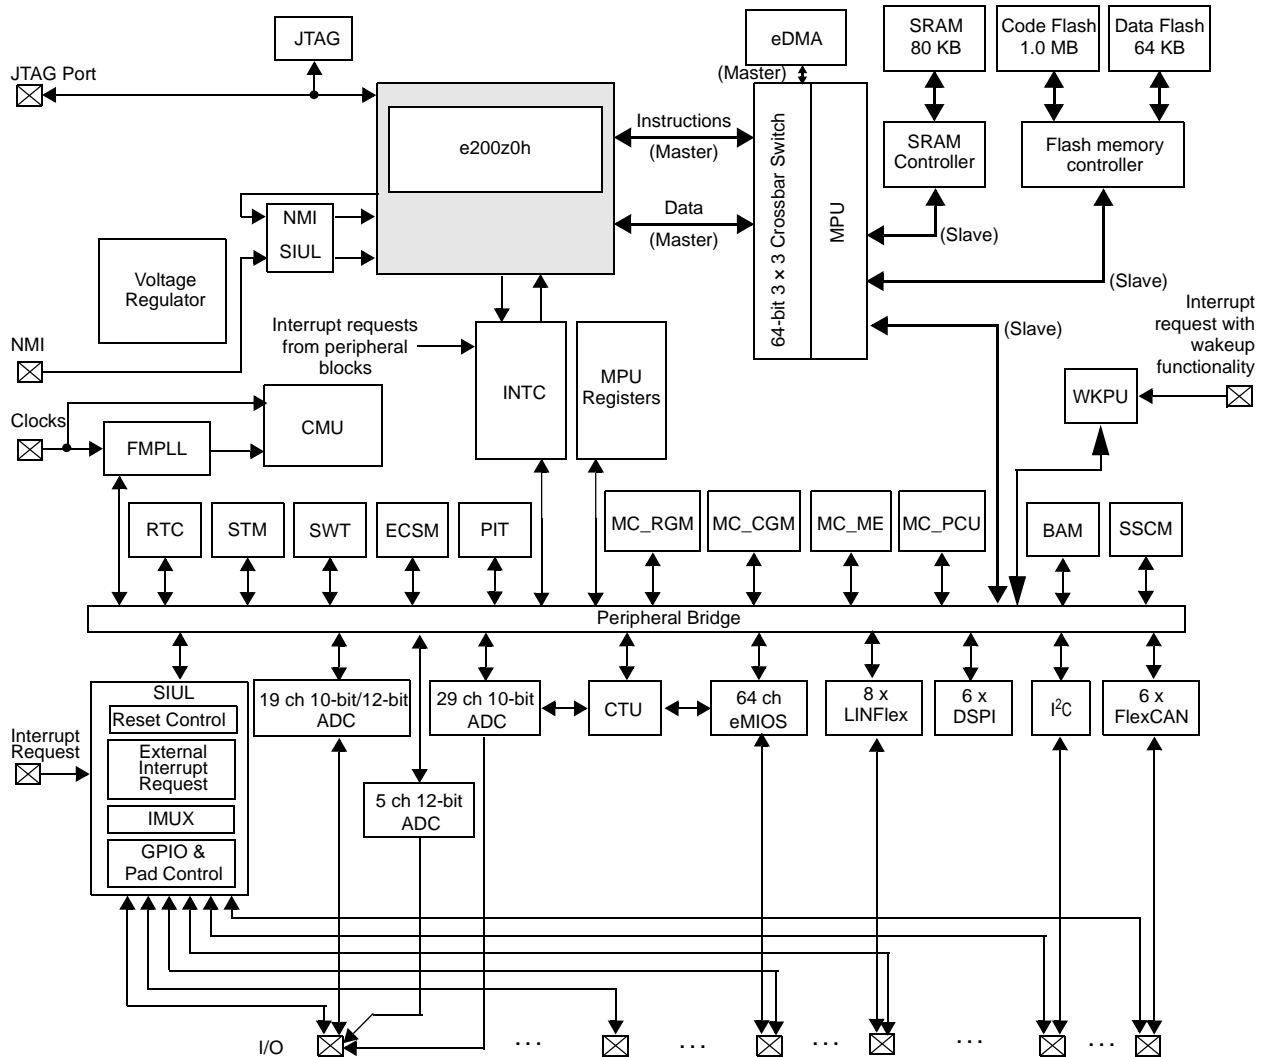 JTAG
eDMA
SRAM
80 KB
Code Flash
1.0 MB
Data Flash
64 KB
JTAG Port
(Master)
e200z0h
Instructions
(Master)
SRAM
Controller
Flash memory
controller
64-bit 3 x 3 Crossbar Switch
MPU
NMI
SIUL
Data
(Master)
(Slave)
Voltage
Regulator
(Slave)
Interrupt
request with
wakeup
functionality
(Slave)
Interrupt requests
from peripheral
blocks
NMI
INTC
MPU
Registers
WKPU
Clocks
CMU
FMPLL
RTC
STM
SWT
ECSM
PIT
MC_RGM
MC_CGM
MC_ME
MC_PCU
BAM
SSCM
Peripheral Bridge
SIUL
Reset Control
External
Interrupt
Request
IMUX
GPIO &
Pad Control
Interrupt
Request
19 ch 10-bit/12-bit
ADC
29 ch 10-bit
ADC
CTU
64 ch
eMIOS
8 x
LINFlex
6 x
DSPI
I²C
6 x
FlexCAN
5 ch 12-bit
ADC
I/O
...
...
...
...
...